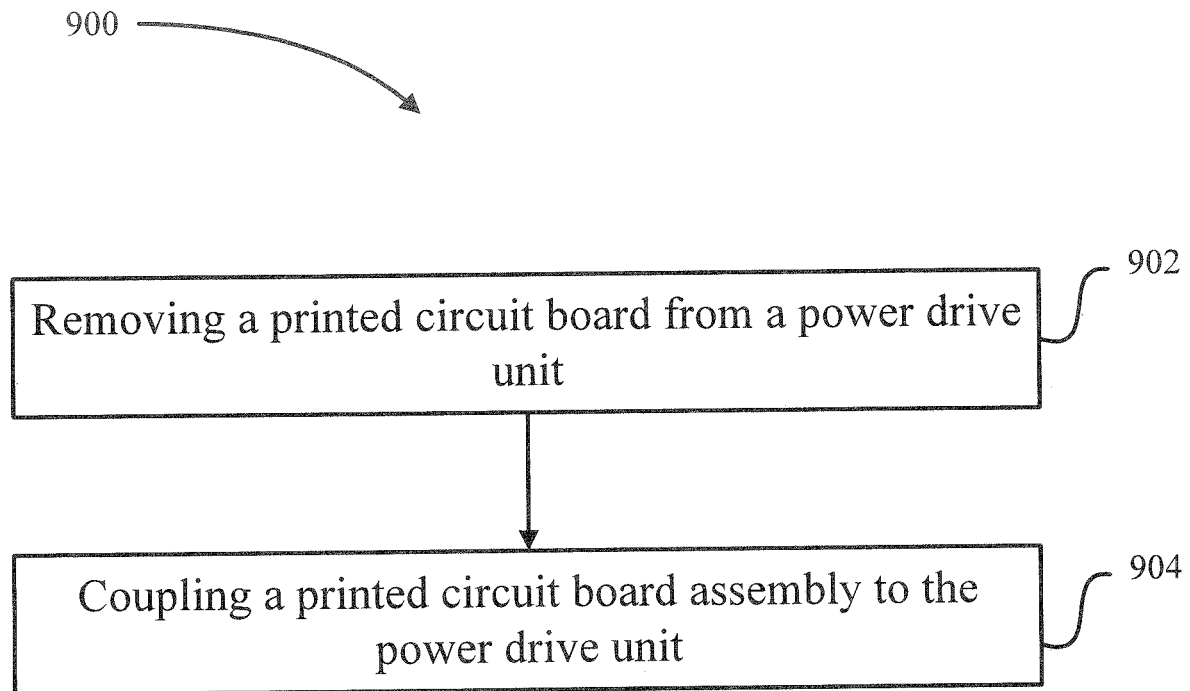 900
902
Removing a printed circuit board from a power drive
unit
904
Coupling a printed circuit board assembly to the
power drive unit